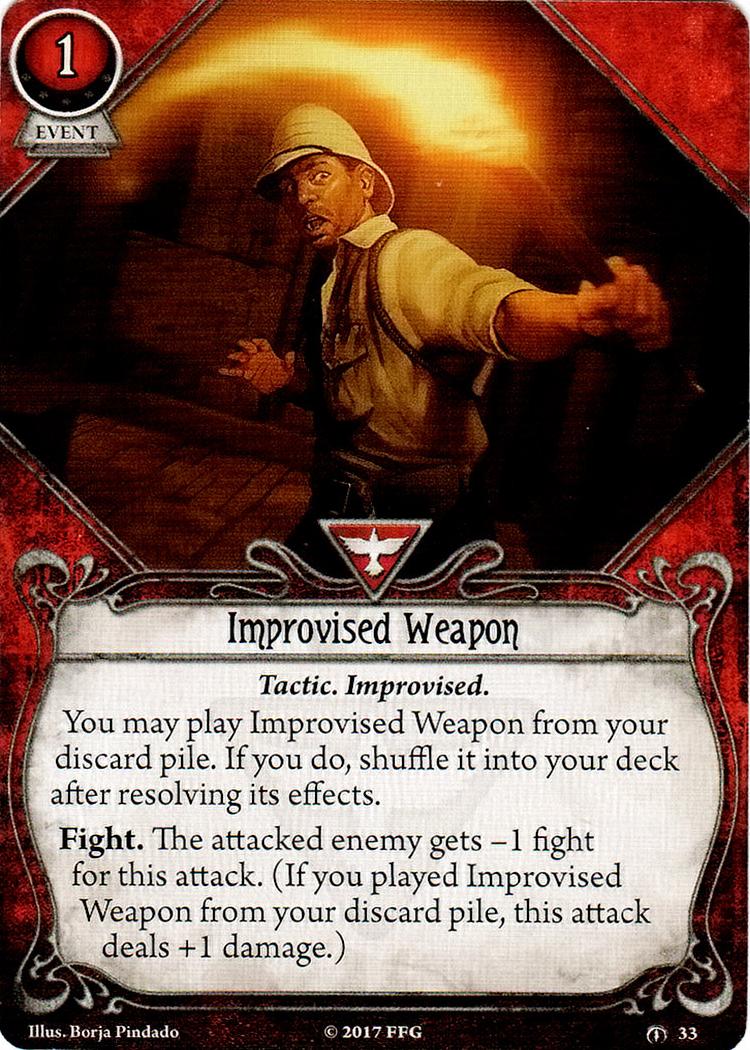 1
EVENT
Improvised Weapon
Tactic. Improvised.
You may play Improvised Weapon from your
discard pile. If you do, shuffle it into your deck
after resolving its effects.
Fight. The attacked enemy gets –1 fight
for this attack. (If you played Improvised
Weapon from your discard pile, this attack
deals +1 damage.)
Illus. Borja Pindado
© 2017 FFG
33